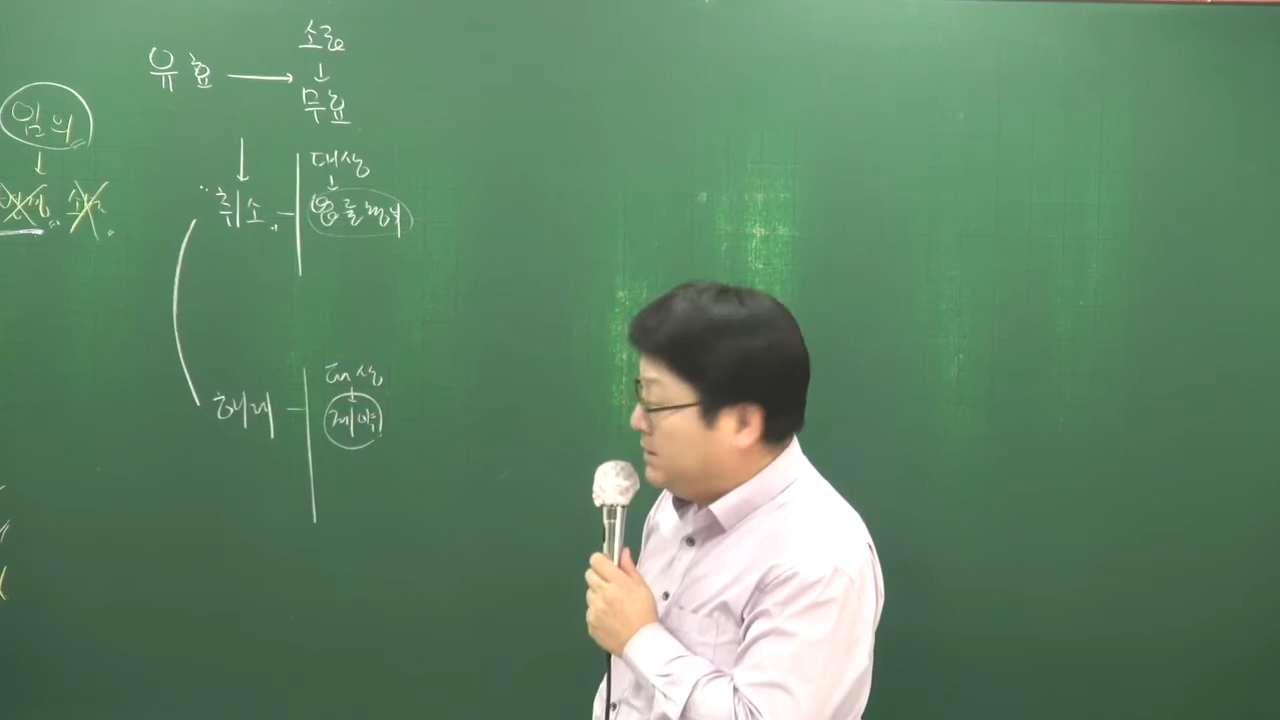 소급
↓
유효 → 무효
임의
↓
↓
취소 - 대상
↓
법률행위
해제 - 대상
↓
계약